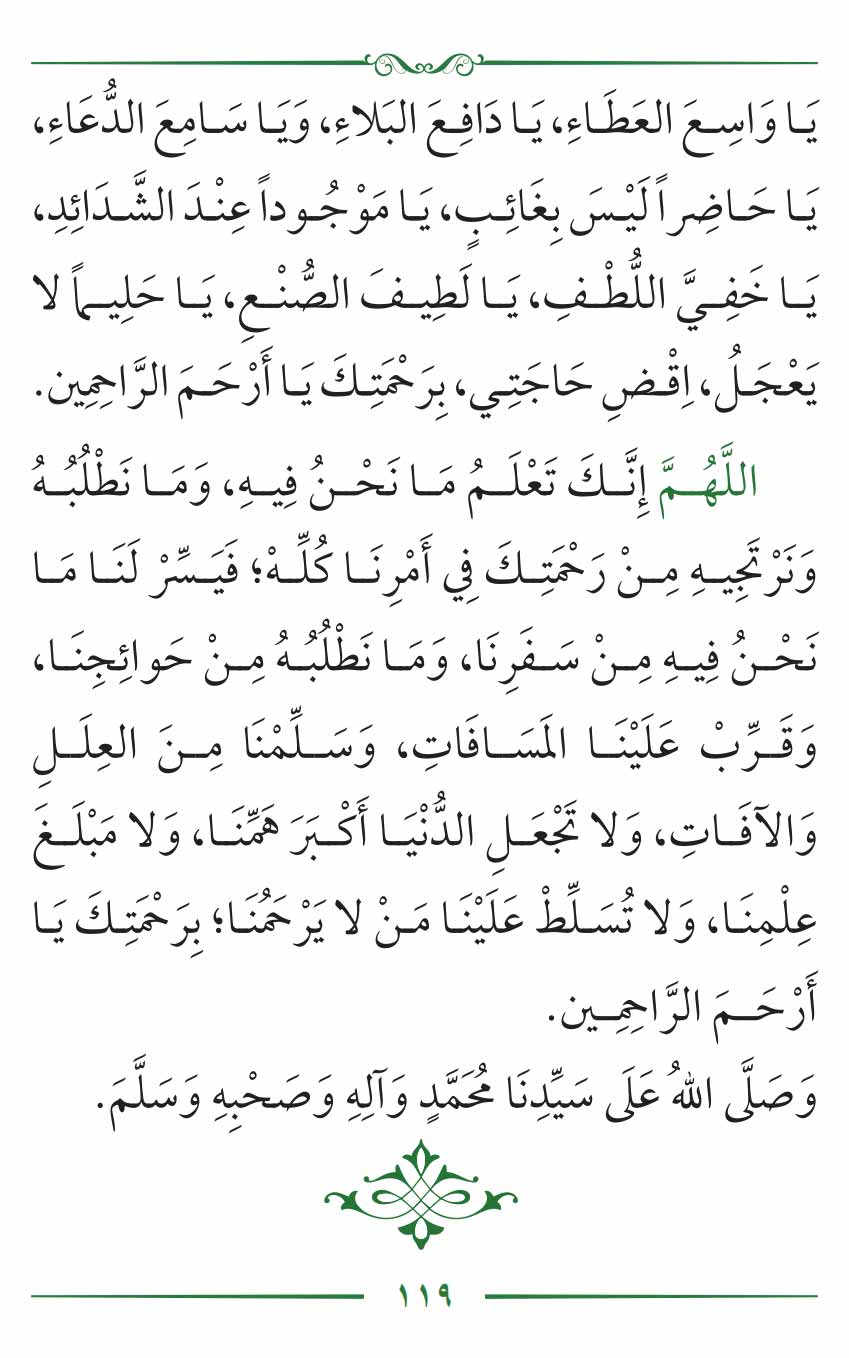 يَا وَاسِعَ العَطَاءِ، يَا دَافِعَ البَلاءِ، وَيَا سَامِعَ الدُّعَاءِ،
يَا حَاضِراً لَيْسَ بِغَائِبٍ، يَا مَوْجُوداً عِنْدَ الشَّدَائِدِ،
يَا خَفِيَّ اللُّطْفِ، يَا لَطِيفَ الصُّنْعِ، يَا حَلِيماً لا
يَعْجَلُ، اِقْضِ حَاجَتِي، بِرَحْمَتِكَ يَا أَرْحَمَ الرَّاحِمِين.
اللَّهُمَّ إِنَّكَ تَعْلَمُ مَا نَحْنُ فِيهِ، وَمَا نَطْلُبُهُ
وَنَرْتَجِيهِ مِنْ رَحْمَتِكَ فِي أَمْرِنَا كُلِّهْ؛ فَيَسِّرْ لَنَا مَا
نَحْنُ فِيهِ مِنْ سَفَرِنَا، وَمَا نَطْلُبُهُ مِنْ حَوائِجِنَا،
وَقَرِّبْ عَلَيْنَا المَسَافَاتِ، وَسَلِّمْنَا مِنَ العِلَلِ
وَالآفَاتِ، وَلا تَجْعَلِ الدُّنْيَا أَكْبَرَ هَمِّنَا، وَلا مَبْلَغَ
عِلْمِنَا، وَلا تُسَلِّطْ عَلَيْنَا مَنْ لا يَرْحَمُنَا؛ بِرَحْمَتِكَ يَا
أَرْحَمَ الرَّاحِمِين.
وَصَلَّى اللهُ عَلَى سَيِّدِنَا مُحَمَّدٍ وَآلِهِ وَصَحْبِهِ وَسَلَّمَ.
١١٩